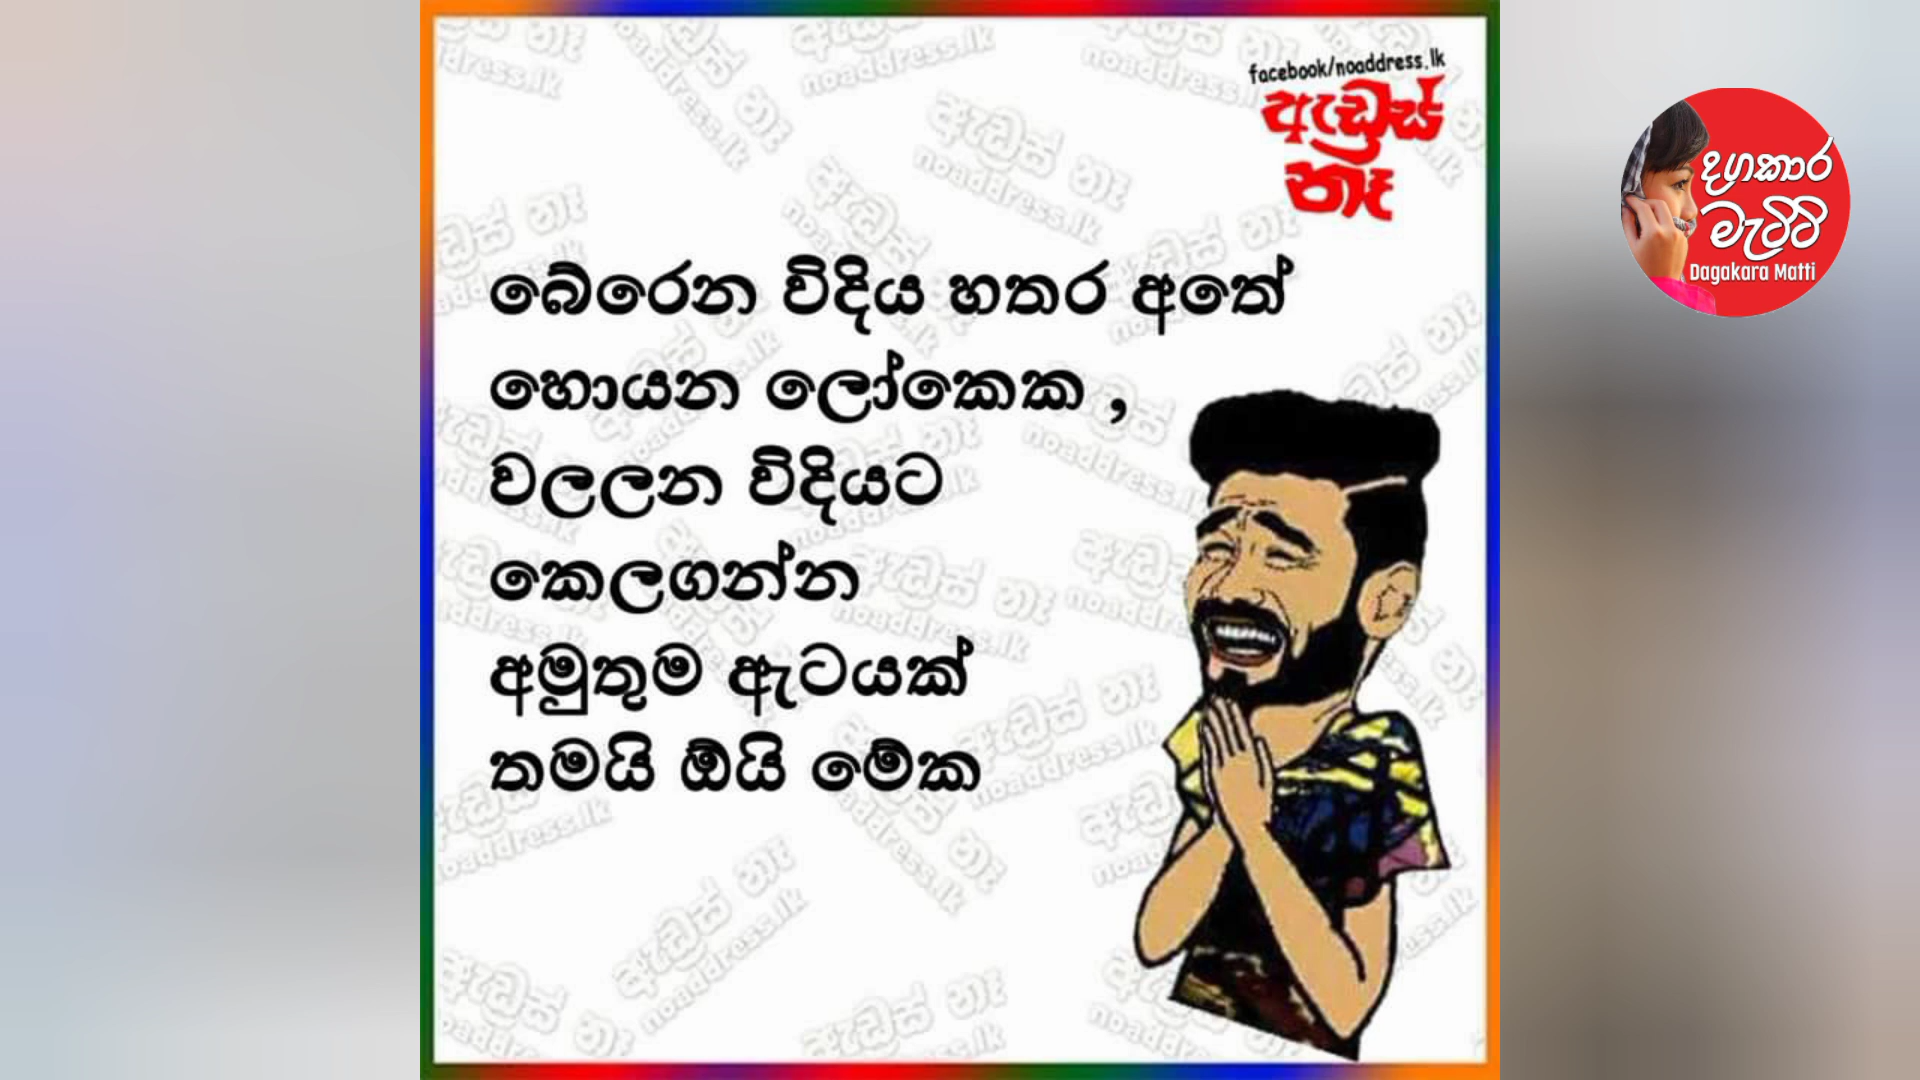 facebook/noaddress.lk
ඇඩ්‍රස්
නෑ
දගකාර
මැට්ටි
Dagakara Matti
බේරෙන විදිය හතර අතේ
හොයන ලෝකෙක ,
වලලන විදියට
කෙලගන්න
අමුතුම ඇටයක්
තමයි ඕයි මේක